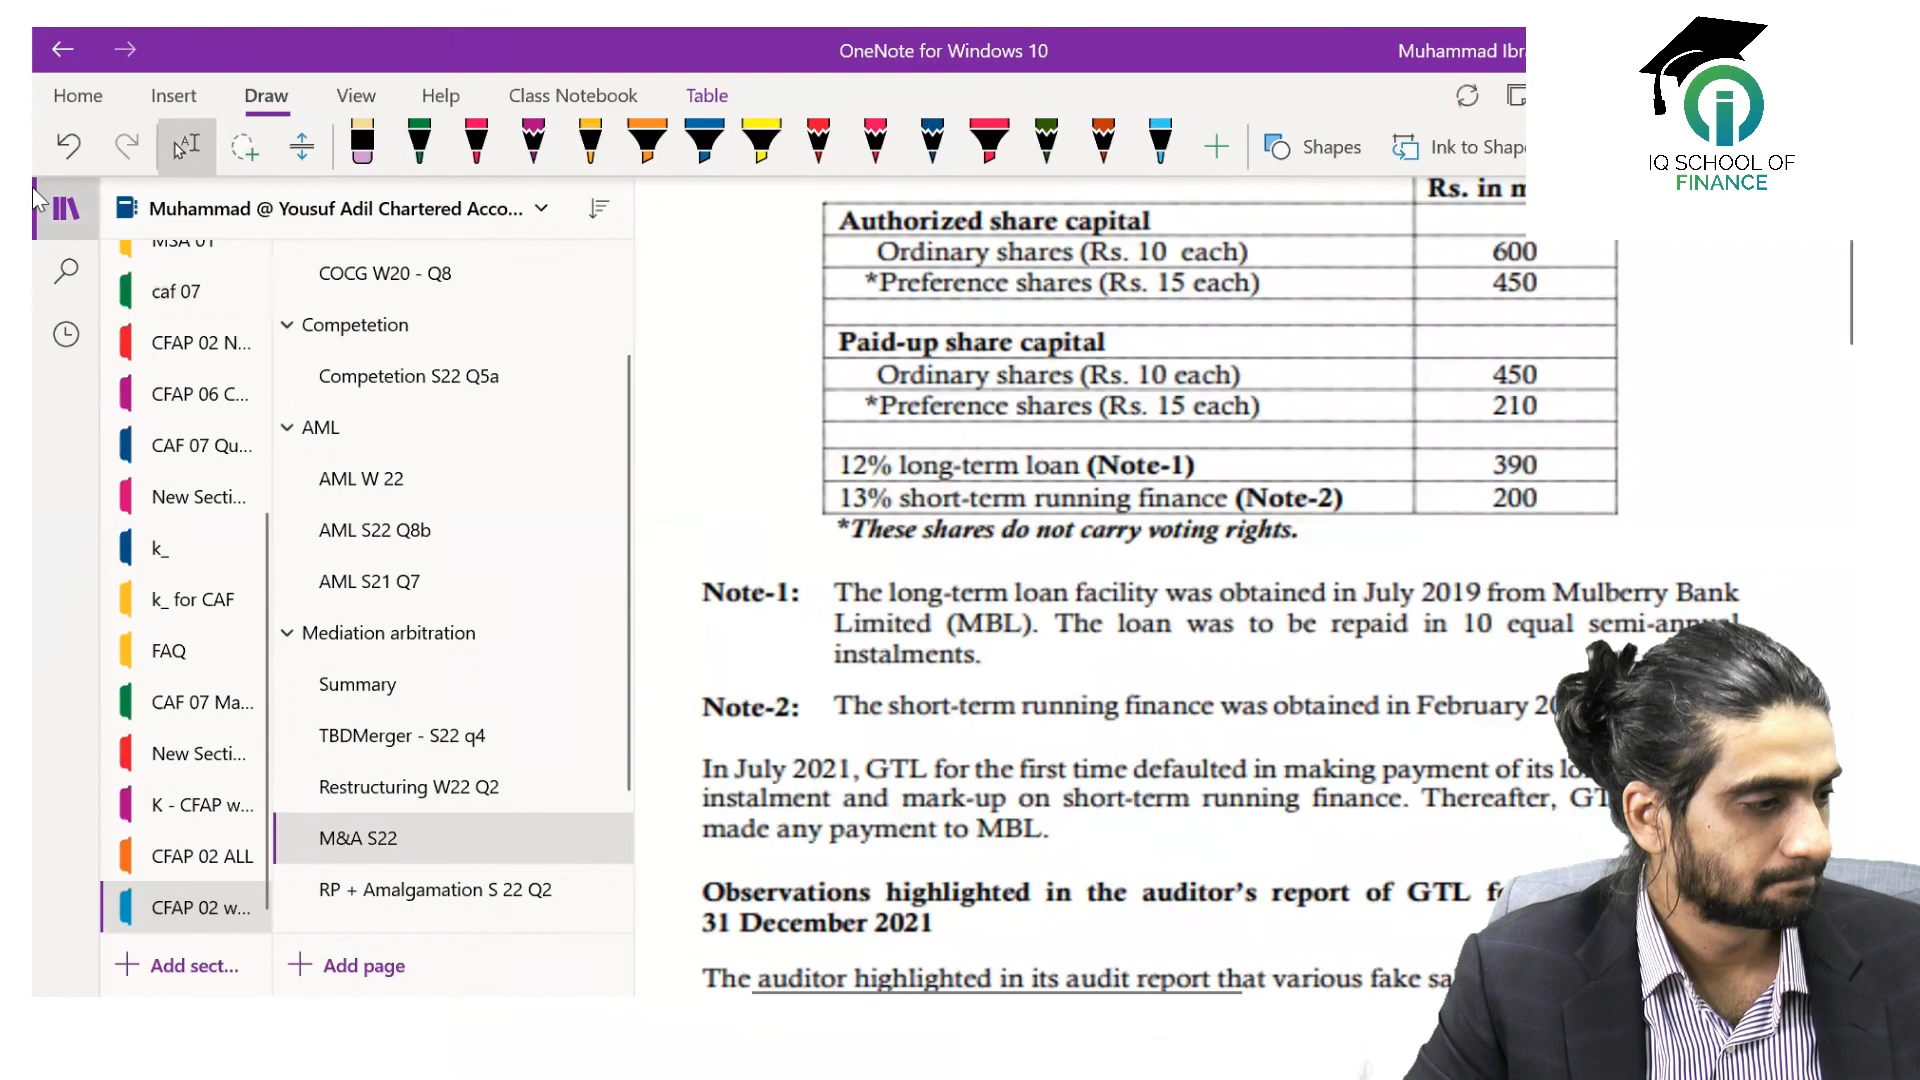 OneNote for Windows 10
Muhammad
Home
Insert
Draw
View
Help
Class Notebook
Table
Shapes
Ink to
Muhammad @ Yousuf Adil Chartered Acco...
MSA 01
caf 07
CFAP 02 N...
CFAP 06 C...
CAF 07 Qu...
New Secti...
k_
k_ for CAF
FAQ
CAF 07 Ma...
New Secti...
K - CFAP w...
CFAP 02 ALL
CFAP 02 w...
Add sect...
COCG W20 - Q8
Competetion
Competetion S22 Q5a
AML
AML W 22
AML S22 Q8b
AML S21 Q7
Mediation arbitration
Summary
TBDMerger - S22 q4
Restructuring W22 Q2
M&A S22
RP + Amalgamation S 22 Q2
Add page
IQ SCHOOL OF
FINANCE
Rs. in
Authorized share capital
Ordinary shares (Rs. 10 each) 600
*Preference shares (Rs. 15 each) 450
Paid-up share capital
Ordinary shares (Rs. 10 each) 450
*Preference shares (Rs. 15 each) 210
12% long-term loan (Note-1) 390
13% short-term running finance (Note-2) 200
*These shares do not carry voting rights.
Note-1: The long-term loan facility was obtained in July 2019 from Mulberry Bank
Limited (MBL). The loan was to be repaid in 10 equal semi-annual
instalments.
Note-2: The short-term running finance was obtained in February
In July 2021, GTL for the first time defaulted in making payment of its
instalment and mark-up on short-term running finance. Thereafter,
made any payment to MBL.
Observations highlighted in the auditor's report of GTL
31 December 2021
The auditor highlighted in its audit report that various fake